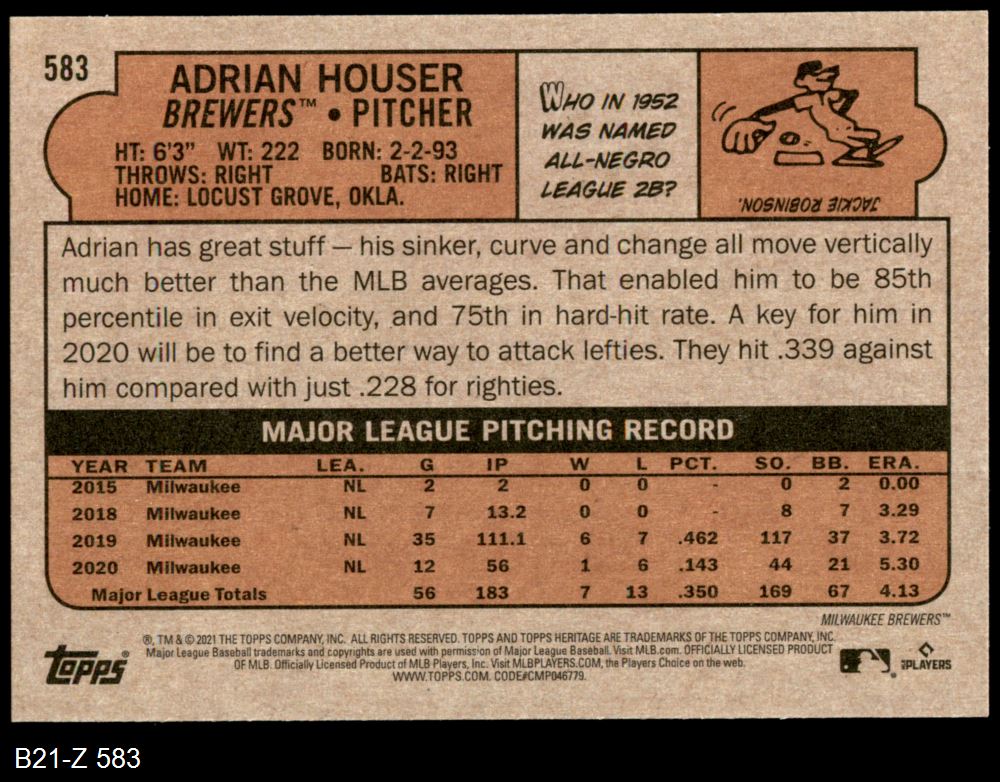 583
ADRIAN HOUSER
BREWERS™ • PITCHER
HT: 6'3" WT: 222 BORN: 2-2-93
THROWS: RIGHT BATS: RIGHT
HOME: LOCUST GROVE, OKLA.
WHO IN 1952
WAS NAMED
ALL-NEGRO
LEAGUE 2B?
JACKIE ROBINSON.
Adrian has great stuff — his sinker, curve and change all move vertically
much better than the MLB averages. That enabled him to be 85th
percentile in exit velocity, and 75th in hard-hit rate. A key for him in
2020 will be to find a better way to attack lefties. They hit .339 against
him compared with just .228 for righties.
MAJOR LEAGUE PITCHING RECORD
YEAR TEAM LEA. G IP W L PCT. SO. BB. ERA.
2015 Milwaukee NL 2 2 0 0 - 0 2 0.00
2018 Milwaukee NL 7 13.2 0 0 - 8 7 3.29
2019 Milwaukee NL 35 111.1 6 7 .462 117 37 3.72
2020 Milwaukee NL 12 56 1 6 .143 44 21 5.30
Major League Totals 56 183 7 13 .350 169 67 4.13
MILWAUKEE BREWERS™
®, TM & © 2021 THE TOPPS COMPANY, INC. ALL RIGHTS RESERVED. TOPPS AND TOPPS HERITAGE ARE TRADEMARKS OF THE TOPPS COMPANY, INC.
Major League Baseball trademarks and copyrights are used with permission of Major League Baseball. Visit MLB.com. OFFICIALLY LICENSED PRODUCT
OF MLB. Officially Licensed Product of MLB Players, Inc. Visit MLBPLAYERS.COM, the Players Choice on the web.
WWW.TOPPS.COM. CODE#CMP046779.
Topps®
PLAYERS
B21-Z 583